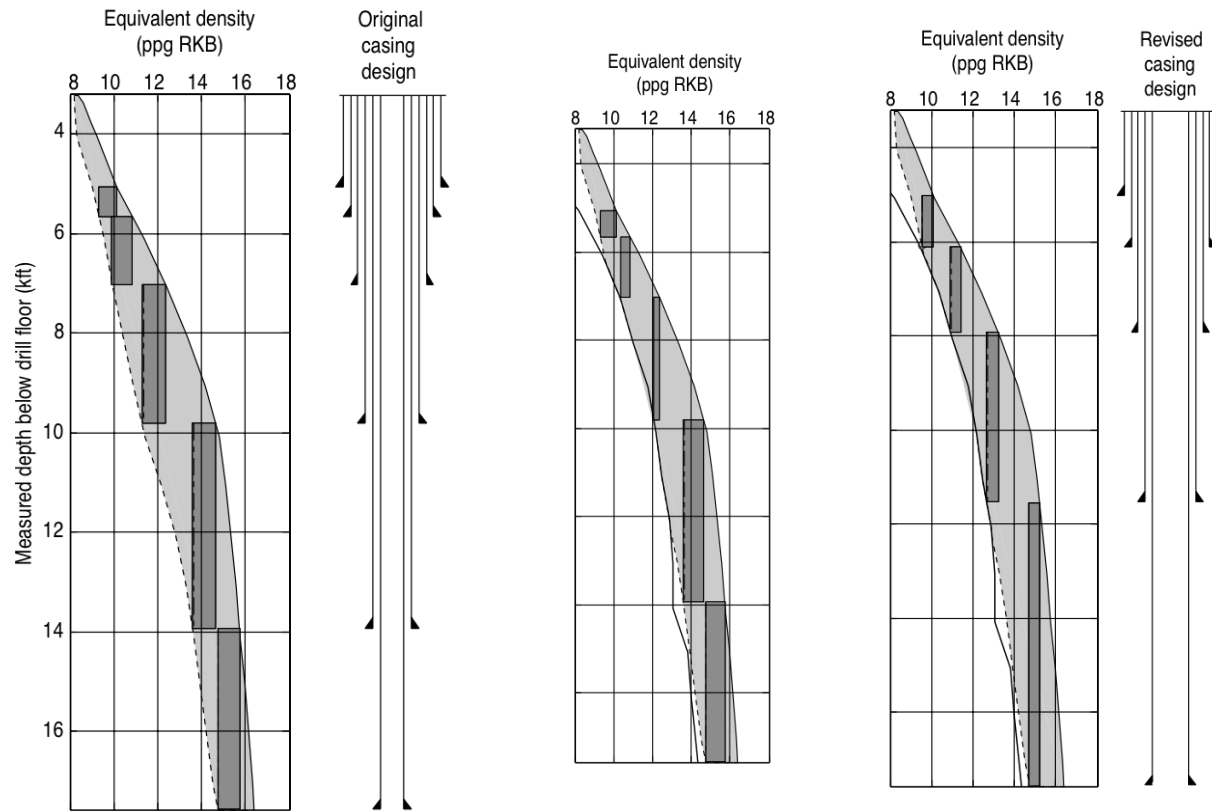 Equivalent density
(ppg RKB)
8 10 12 14 16 18
Original
casing
design
Measured depth below drill floor (kft)
4
6
8
10
12
14
16
Equivalent density
(ppg RKB)
8 10 12 14 16 18
Equivalent density
(ppg RKB)
8 10 12 14 16 18
Revised
casing
design